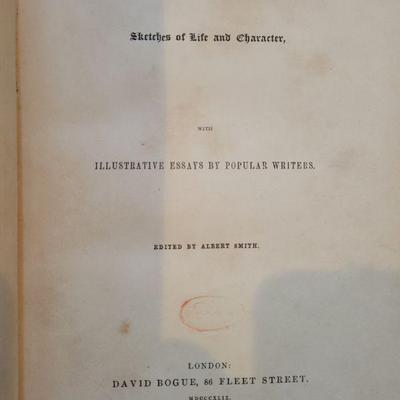 Sketches of Life and Character,
WITH
ILLUSTRATIVE ESSAYS BY POPULAR WRITERS.
EDITED BY ALBERT SMITH.
LONDON:
DAVID BOGUE, 86 FLEET STREET.
MDCCCXLIX.